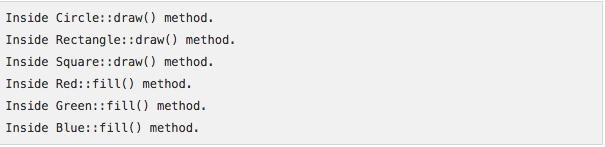 Inside Circle::draw() method.
Inside Rectangle::draw() method.
Inside Square::draw() method.
Inside Red::fill() method.
Inside Green::fill() method.
Inside Blue::fill() method.